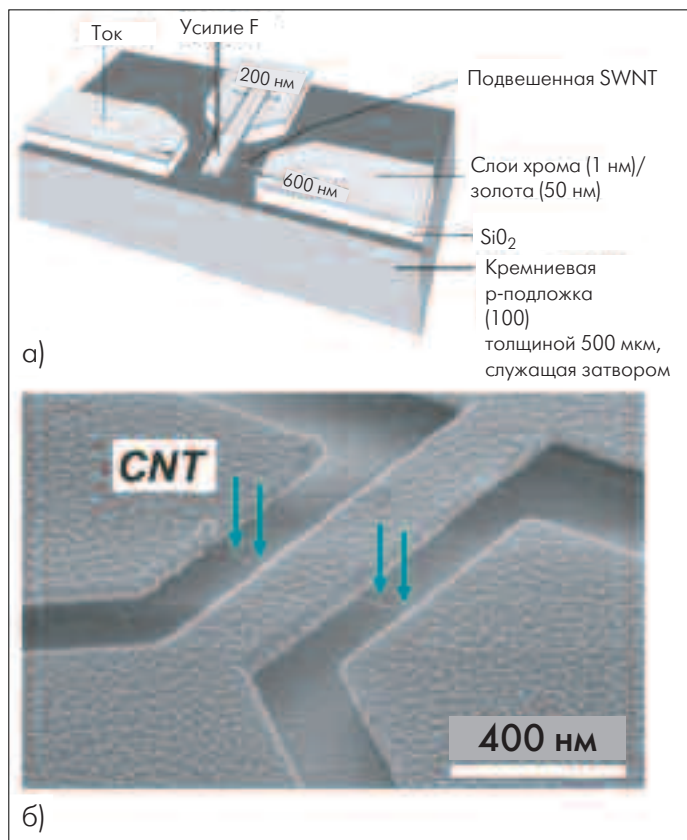 Ток
Усилие F
200 нм
Подвешенная SWNT
600 нм
Слои хрома (1 нм)/
золота (50 нм)
Si0₂
Кремниевая
p-подложка
(100)
толщиной 500 мкм,
служащая затвором
а)
CNT
400 нм
б)